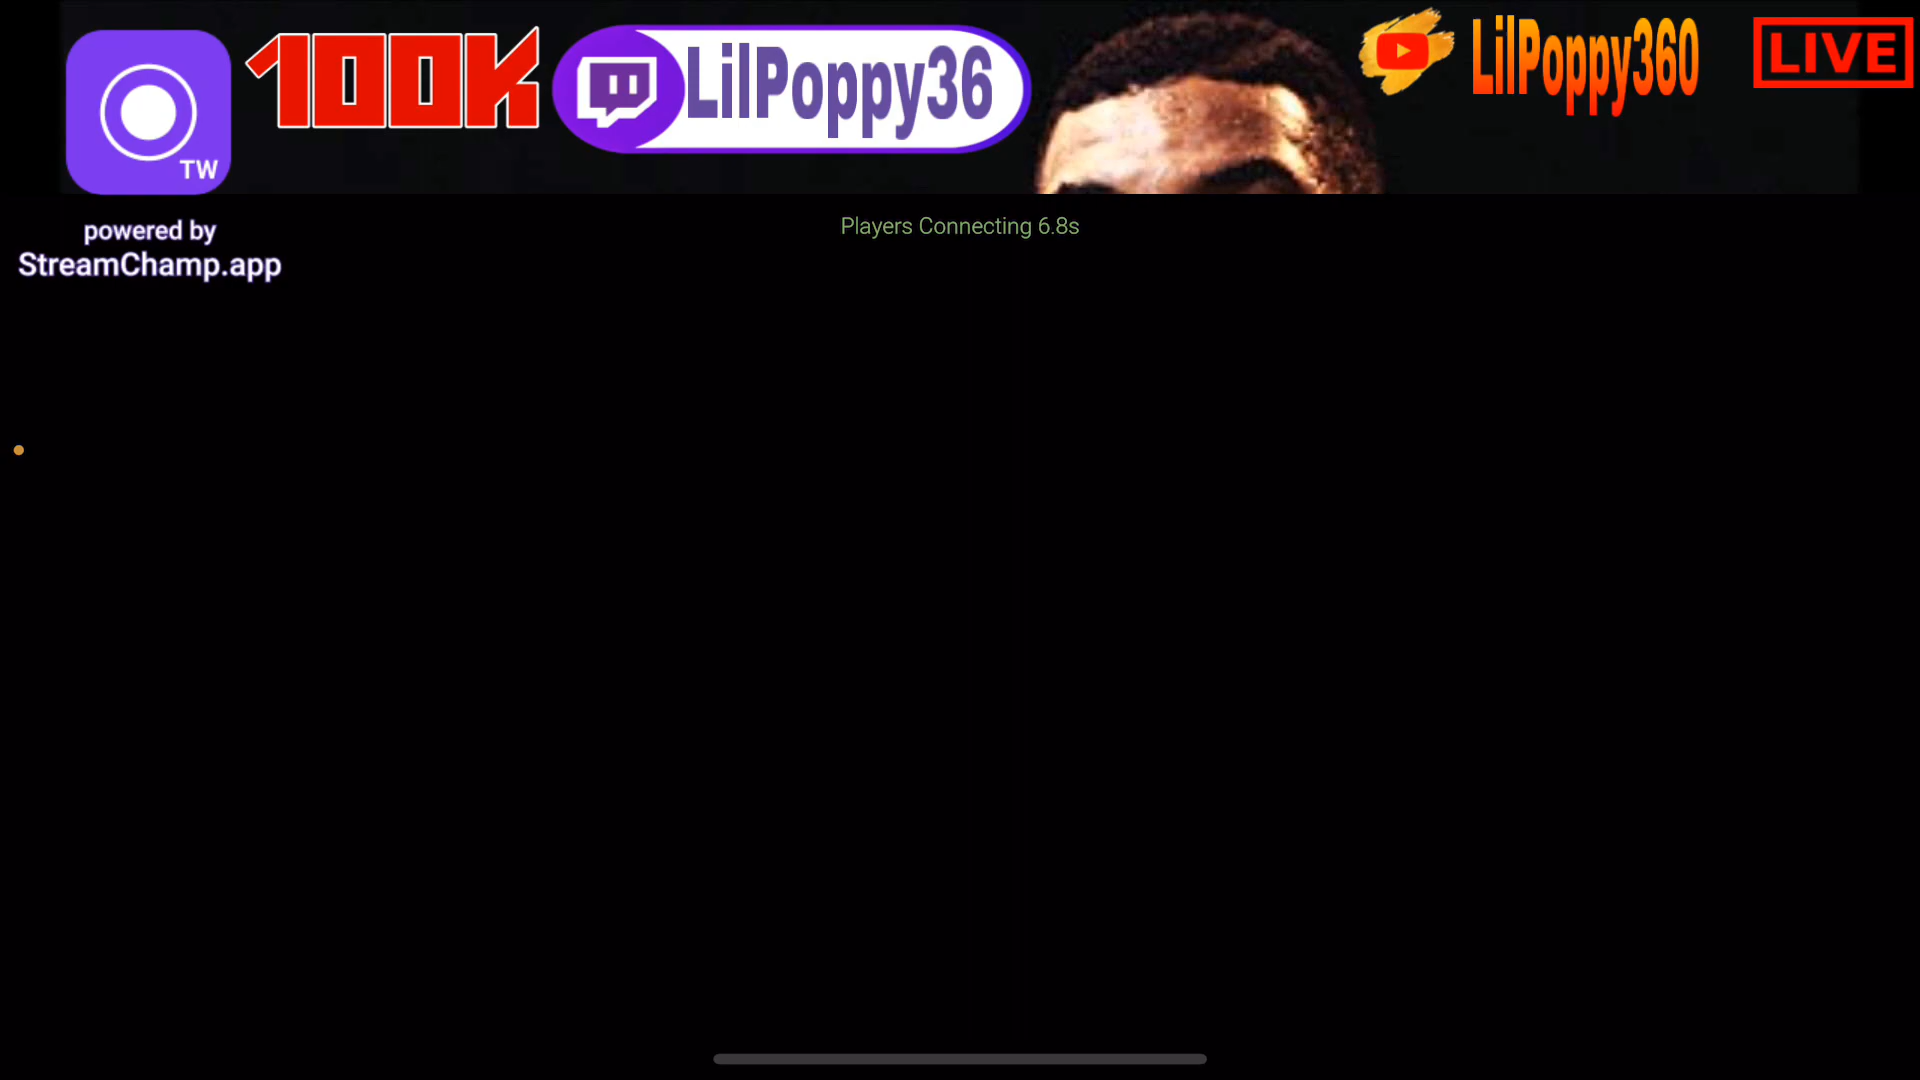 100K
LilPoppy36
LilPoppy360
LIVE
TW
powered by
StreamChamp.app
Players Connecting 6.8s